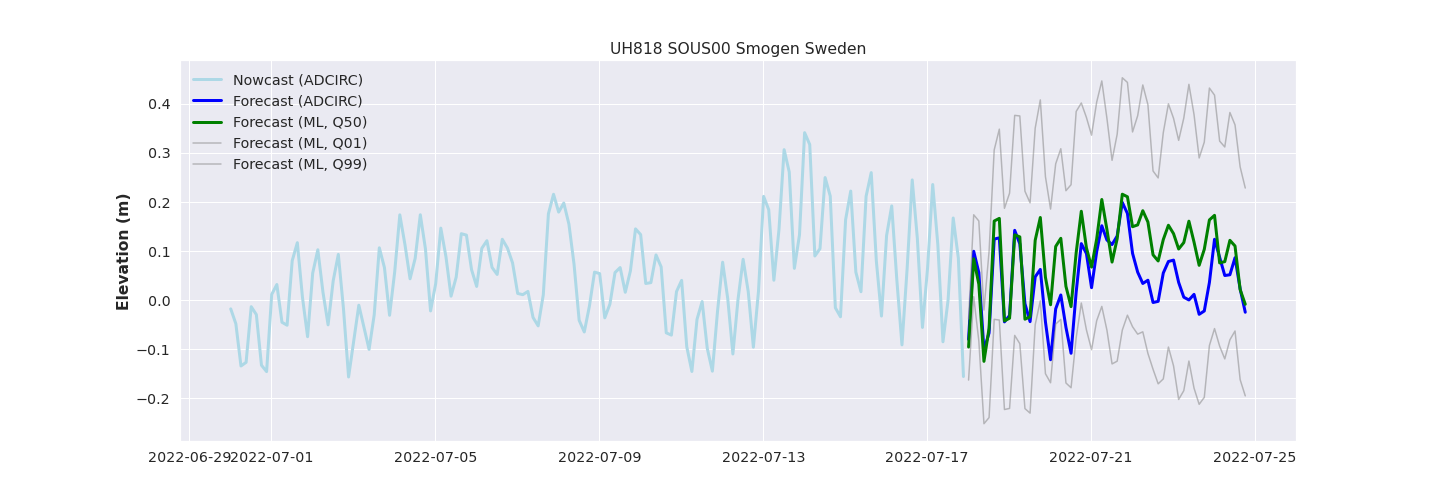 UH818 SOUS00 Smogen Sweden
Nowcast (ADCIRC)
Forecast (ADCIRC)
Forecast (ML, Q50)
Forecast (ML, Q01)
Forecast (ML, Q99)
Elevation (m)
0.4
0.3
0.2
0.1
0.0
−0.1
−0.2
2022-06-29 2022-07-01 2022-07-05 2022-07-09 2022-07-13 2022-07-17 2022-07-21 2022-07-25